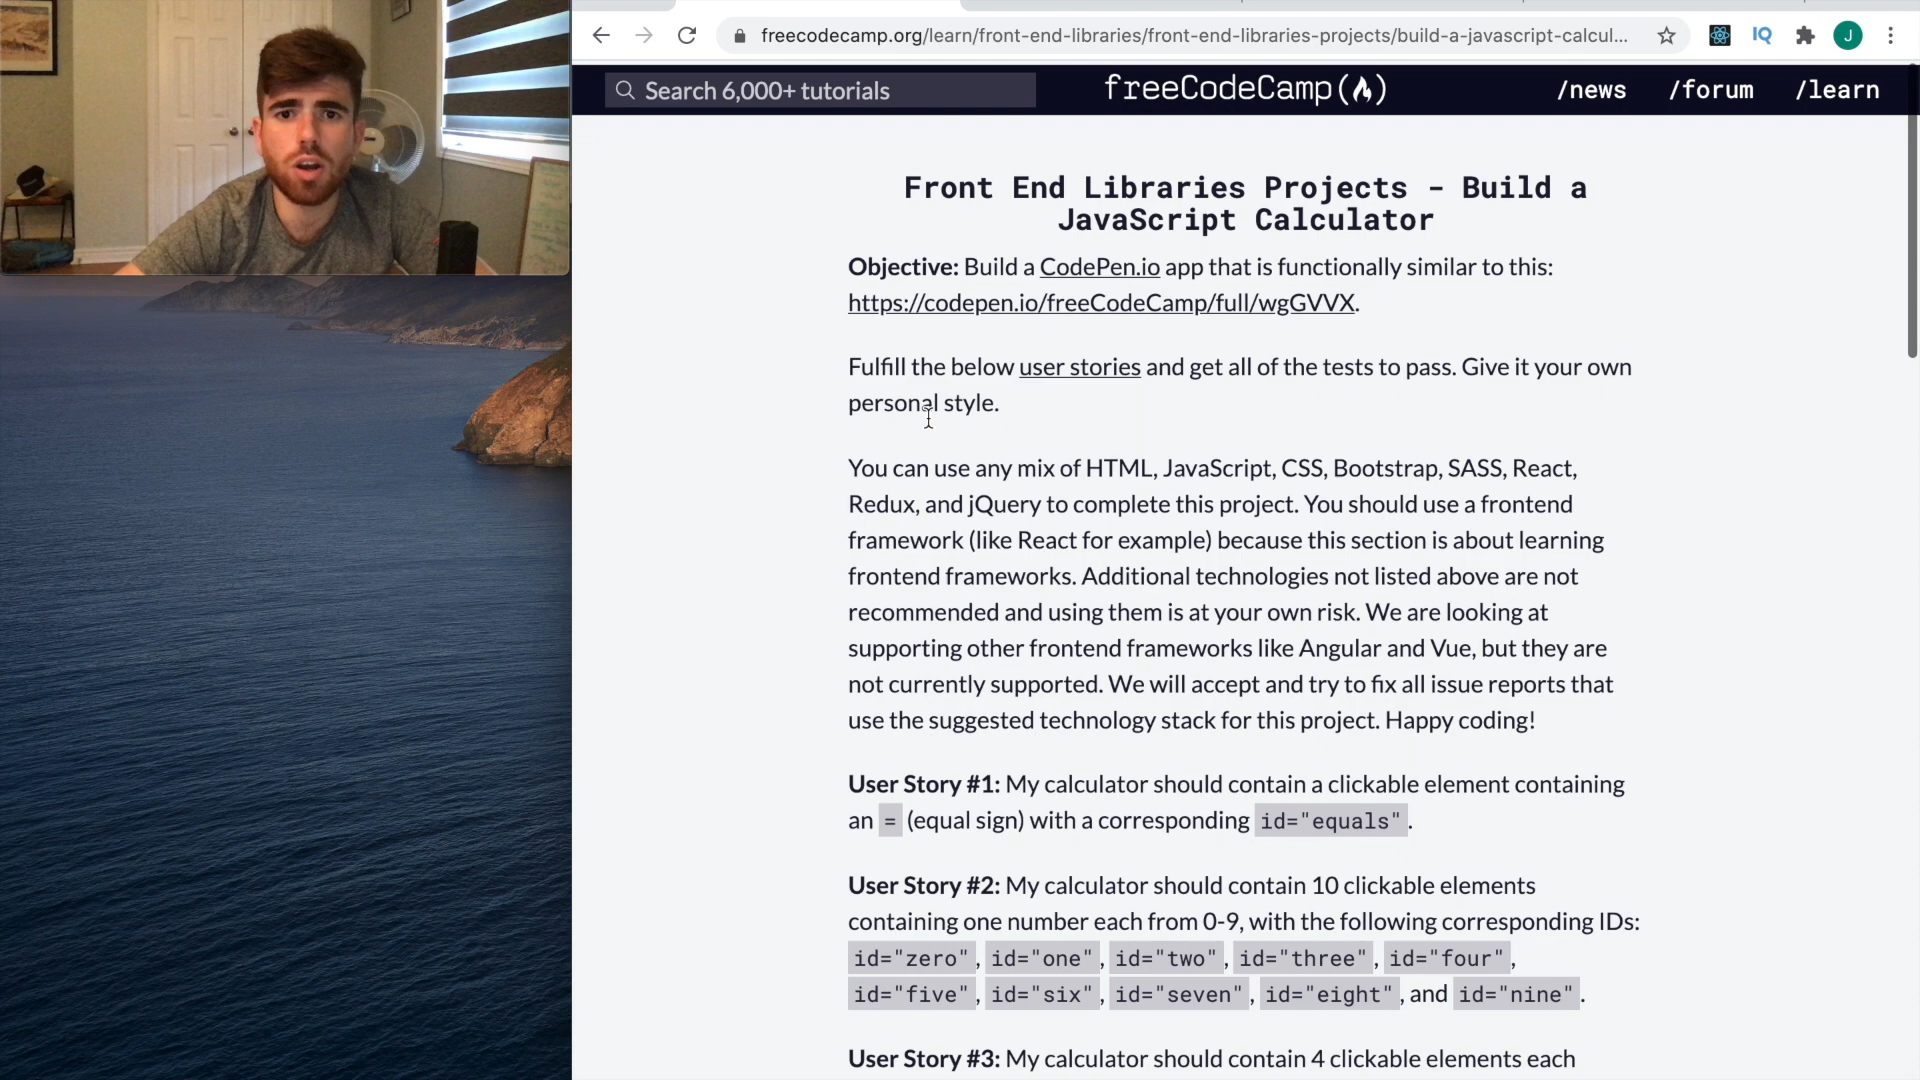 freecodecamp.org/learn/front-end-libraries/front-end-libraries-projects/build-a-javascript-calcul...
IQ
J
Search 6,000+ tutorials
freeCodeCamp
/news
/forum
/learn
Front End Libraries Projects - Build a
JavaScript Calculator
Objective: Build a CodePen.io app that is functionally similar to this:
https://codepen.io/freeCodeCamp/full/wgGVVX.
Fulfill the below user stories and get all of the tests to pass. Give it your own
personal style.
You can use any mix of HTML, JavaScript, CSS, Bootstrap, SASS, React,
Redux, and jQuery to complete this project. You should use a frontend
framework (like React for example) because this section is about learning
frontend frameworks. Additional technologies not listed above are not
recommended and using them is at your own risk. We are looking at
supporting other frontend frameworks like Angular and Vue, but they are
not currently supported. We will accept and try to fix all issue reports that
use the suggested technology stack for this project. Happy coding!
User Story #1: My calculator should contain a clickable element containing
an = (equal sign) with a corresponding id="equals".
User Story #2: My calculator should contain 10 clickable elements
containing one number each from 0-9, with the following corresponding IDs:
id="zero", id="one", id="two", id="three", id="four",
id="five", id="six", id="seven", id="eight", and id="nine".
User Story #3: My calculator should contain 4 clickable elements each